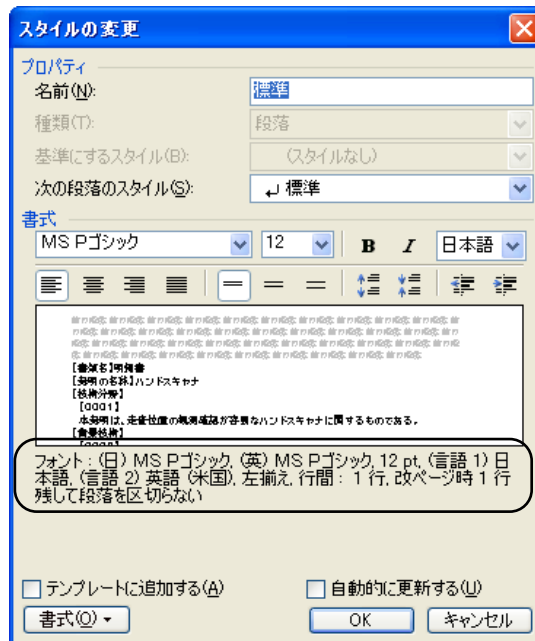 スタイルの変更
プロパティ
名前(N):
標準
種類(T):
段落
基準にするスタイル(B):
(スタイルなし)
次の段落のスタイル(S):
標準
書式
MS Pゴシック 12 B I 日本語
【書類名】明細書
【発明の名称】ハンドスキャナ
【技術分野】
【0001】
本発明は、走査位置の観測確認が容易なハンドスキャナに関するものである。
【背景技術】
フォント : (日) MS Pゴシック, (英) MS Pゴシック, 12 pt, (言語 1) 日
本語, (言語 2) 英語 (米国), 左揃え, 行間 : 1 行, 改ページ時 1 行
残して段落を区切らない
テンプレートに追加する(A)
自動的に更新する(U)
書式(O)
OK
キャンセル